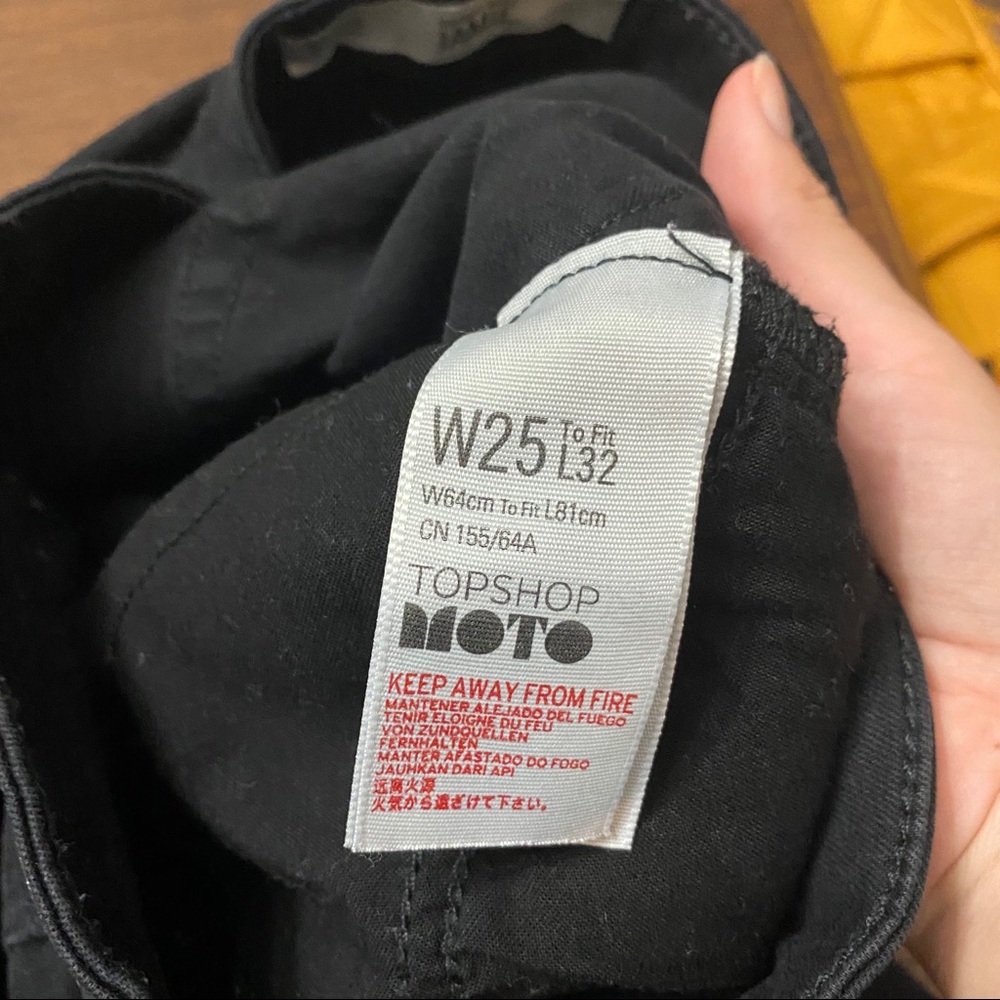 W25 To Fit L32
W64cm To Fit L81cm
CN 155/64A
TOPSHOP
MOTO
KEEP AWAY FROM FIRE
MANTENER ALEJADO DEL FUEGO
TENIR ELOIGNE DU FEU
VON ZUNDQUELLEN
FERNHALTEN
MANTER AFASTADO DO FOGO
JAUHKAN DARI API
远离火源
火気から遠ざけて下さい。